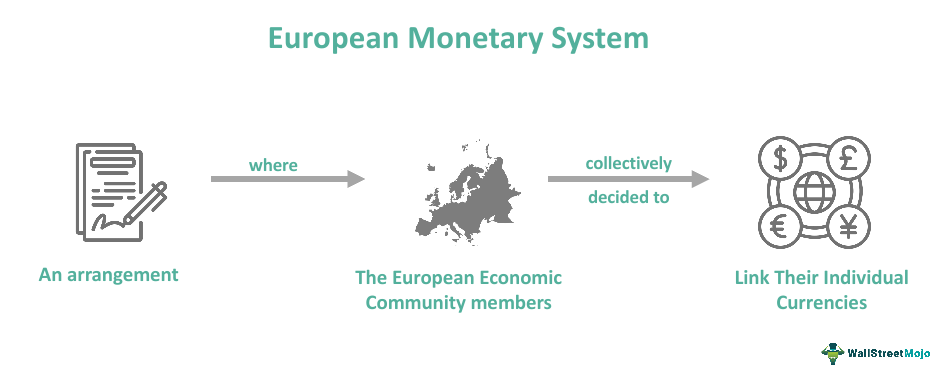 European Monetary System
where
collectively
decided to
An arrangement
The European Economic
Community members
Link Their Individual
Currencies
$ £
€ ¥
WallStreetMojo